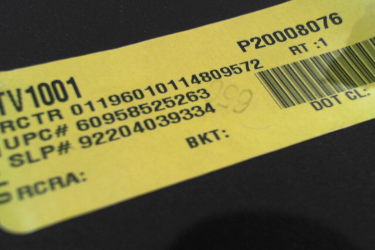 P20008076
TV1001
RT :1
RCTR 01196010114809572
UPC# 60958525263
SLP# 92204039334
DOT CL:
BKT:
RCRA: